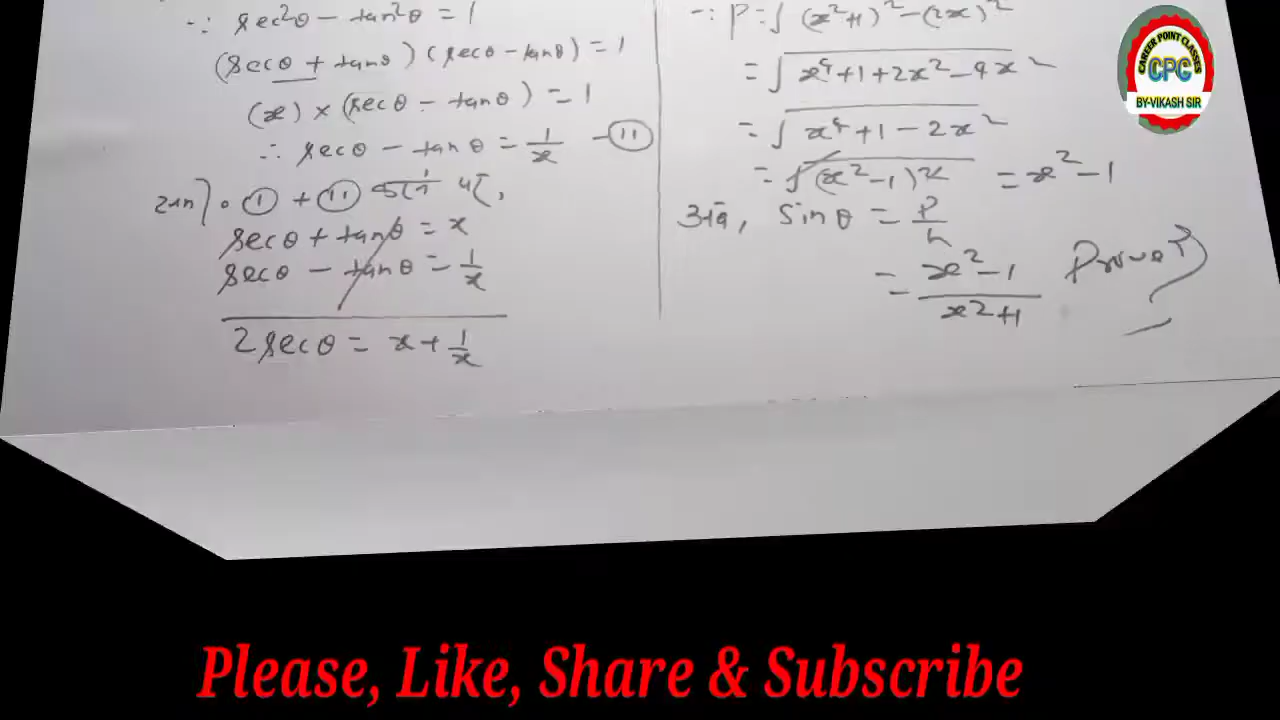 ∵ sec²θ − tan²θ = 1
(secθ + tanθ) (secθ − tanθ) = 1
(x) × (secθ − tanθ) = 1
∴ secθ − tanθ = 1/x − (II)
(I) + (II)
secθ + tanθ = x
secθ − tanθ = 1/x
2secθ = x + 1/x
∵ P = √(x²+1)² − (2x)²
= √x⁴+1+2x²−4x²
= √x⁴+1−2x²
= √(x²−1)² = x²−1
अब, sinθ = P/h
= x²−1/x²+1 Proved
CAREER POINT CLASSES
CPC
BY-VIKASH SIR
Please, Like, Share & Subscribe